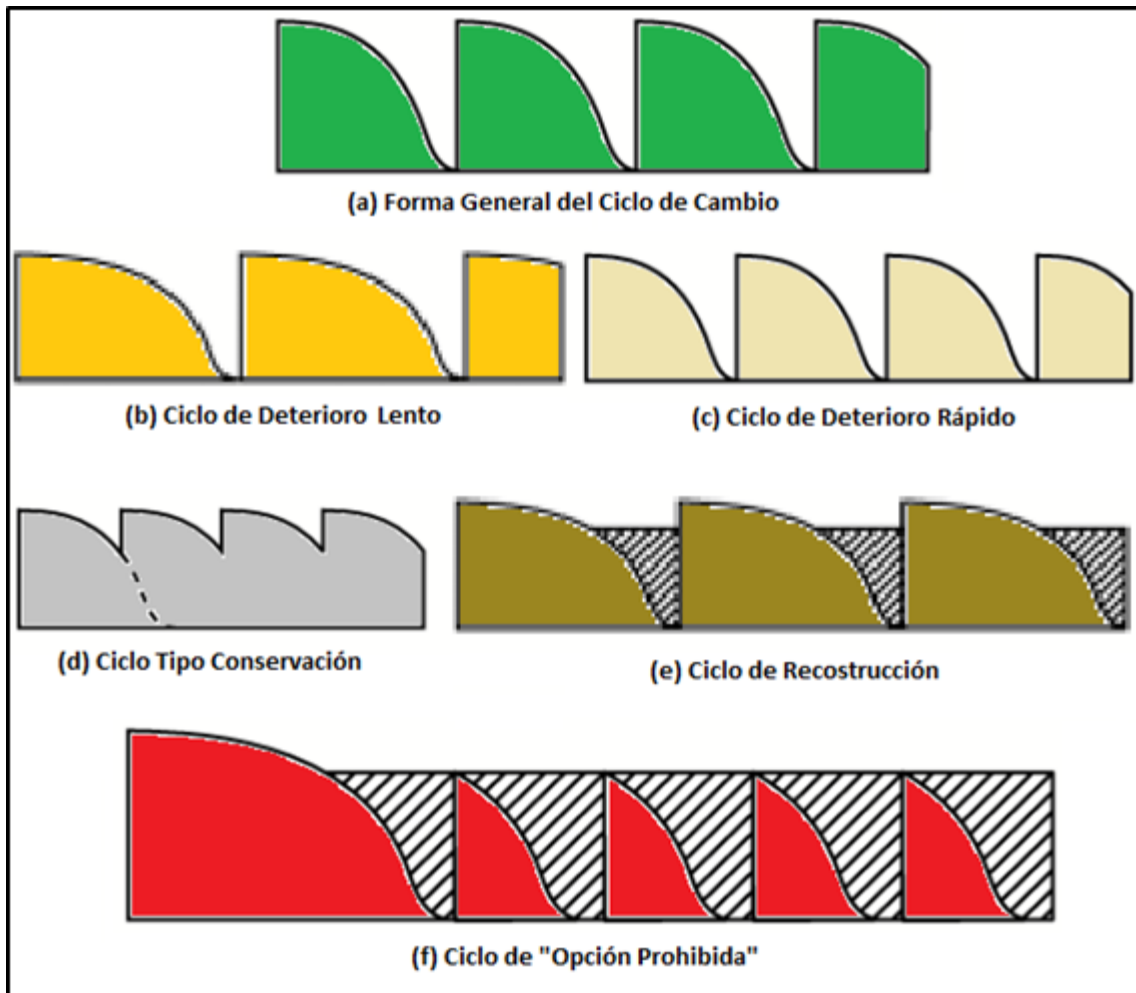 (a) Forma General del Ciclo de Cambio
(b) Ciclo de Deterioro Lento
(c) Ciclo de Deterioro Rápido
(d) Ciclo Tipo Conservación
(e) Ciclo de Recostrucción
(f) Ciclo de "Opción Prohibida"